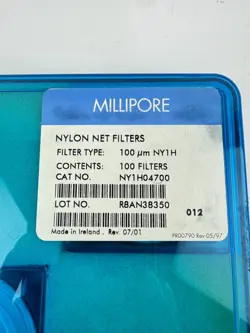 MILLIPORE
NYLON NET FILTERS
FILTER TYPE: 100 µm NY1H
CONTENTS: 100 FILTERS
CAT NO. NY1H04700
LOT NO. R8AN3B350
012
Made in Ireland . Rev. 07/01
PR00790 Rev 05/97